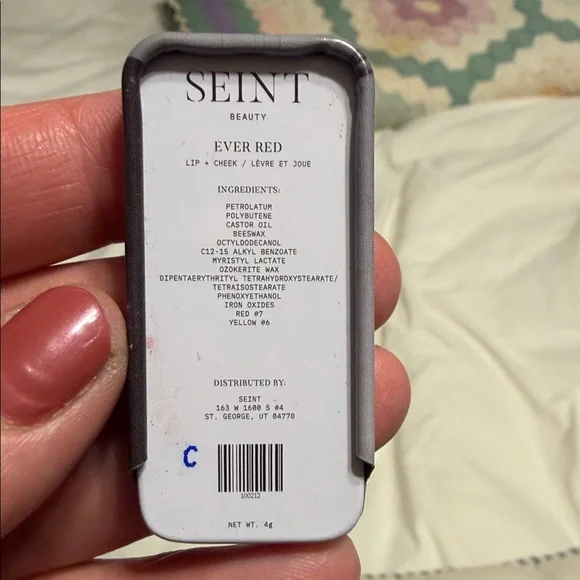 SEINT
BEAUTY
EVER RED
LIP + CHEEK / LÈVRE ET JOUE
INGREDIENTS:
PETROLATUM
POLYBUTENE
CASTOR OIL
BEESWAX
OCTYLDODECANOL
C12-15 ALKYL BENZOATE
MYRISTYL LACTATE
OZOKERITE WAX
DIPENTAERYTHRITYL TETRAHYDROXYSTEARATE/
TETRAISOSTEARATE
PHENOXYETHANOL
IRON OXIDES
RED #7
YELLOW #6
DISTRIBUTED BY:
SEINT
163 W 1600 S #4
ST. GEORGE, UT 84770
C
100212
NET WT. 4g